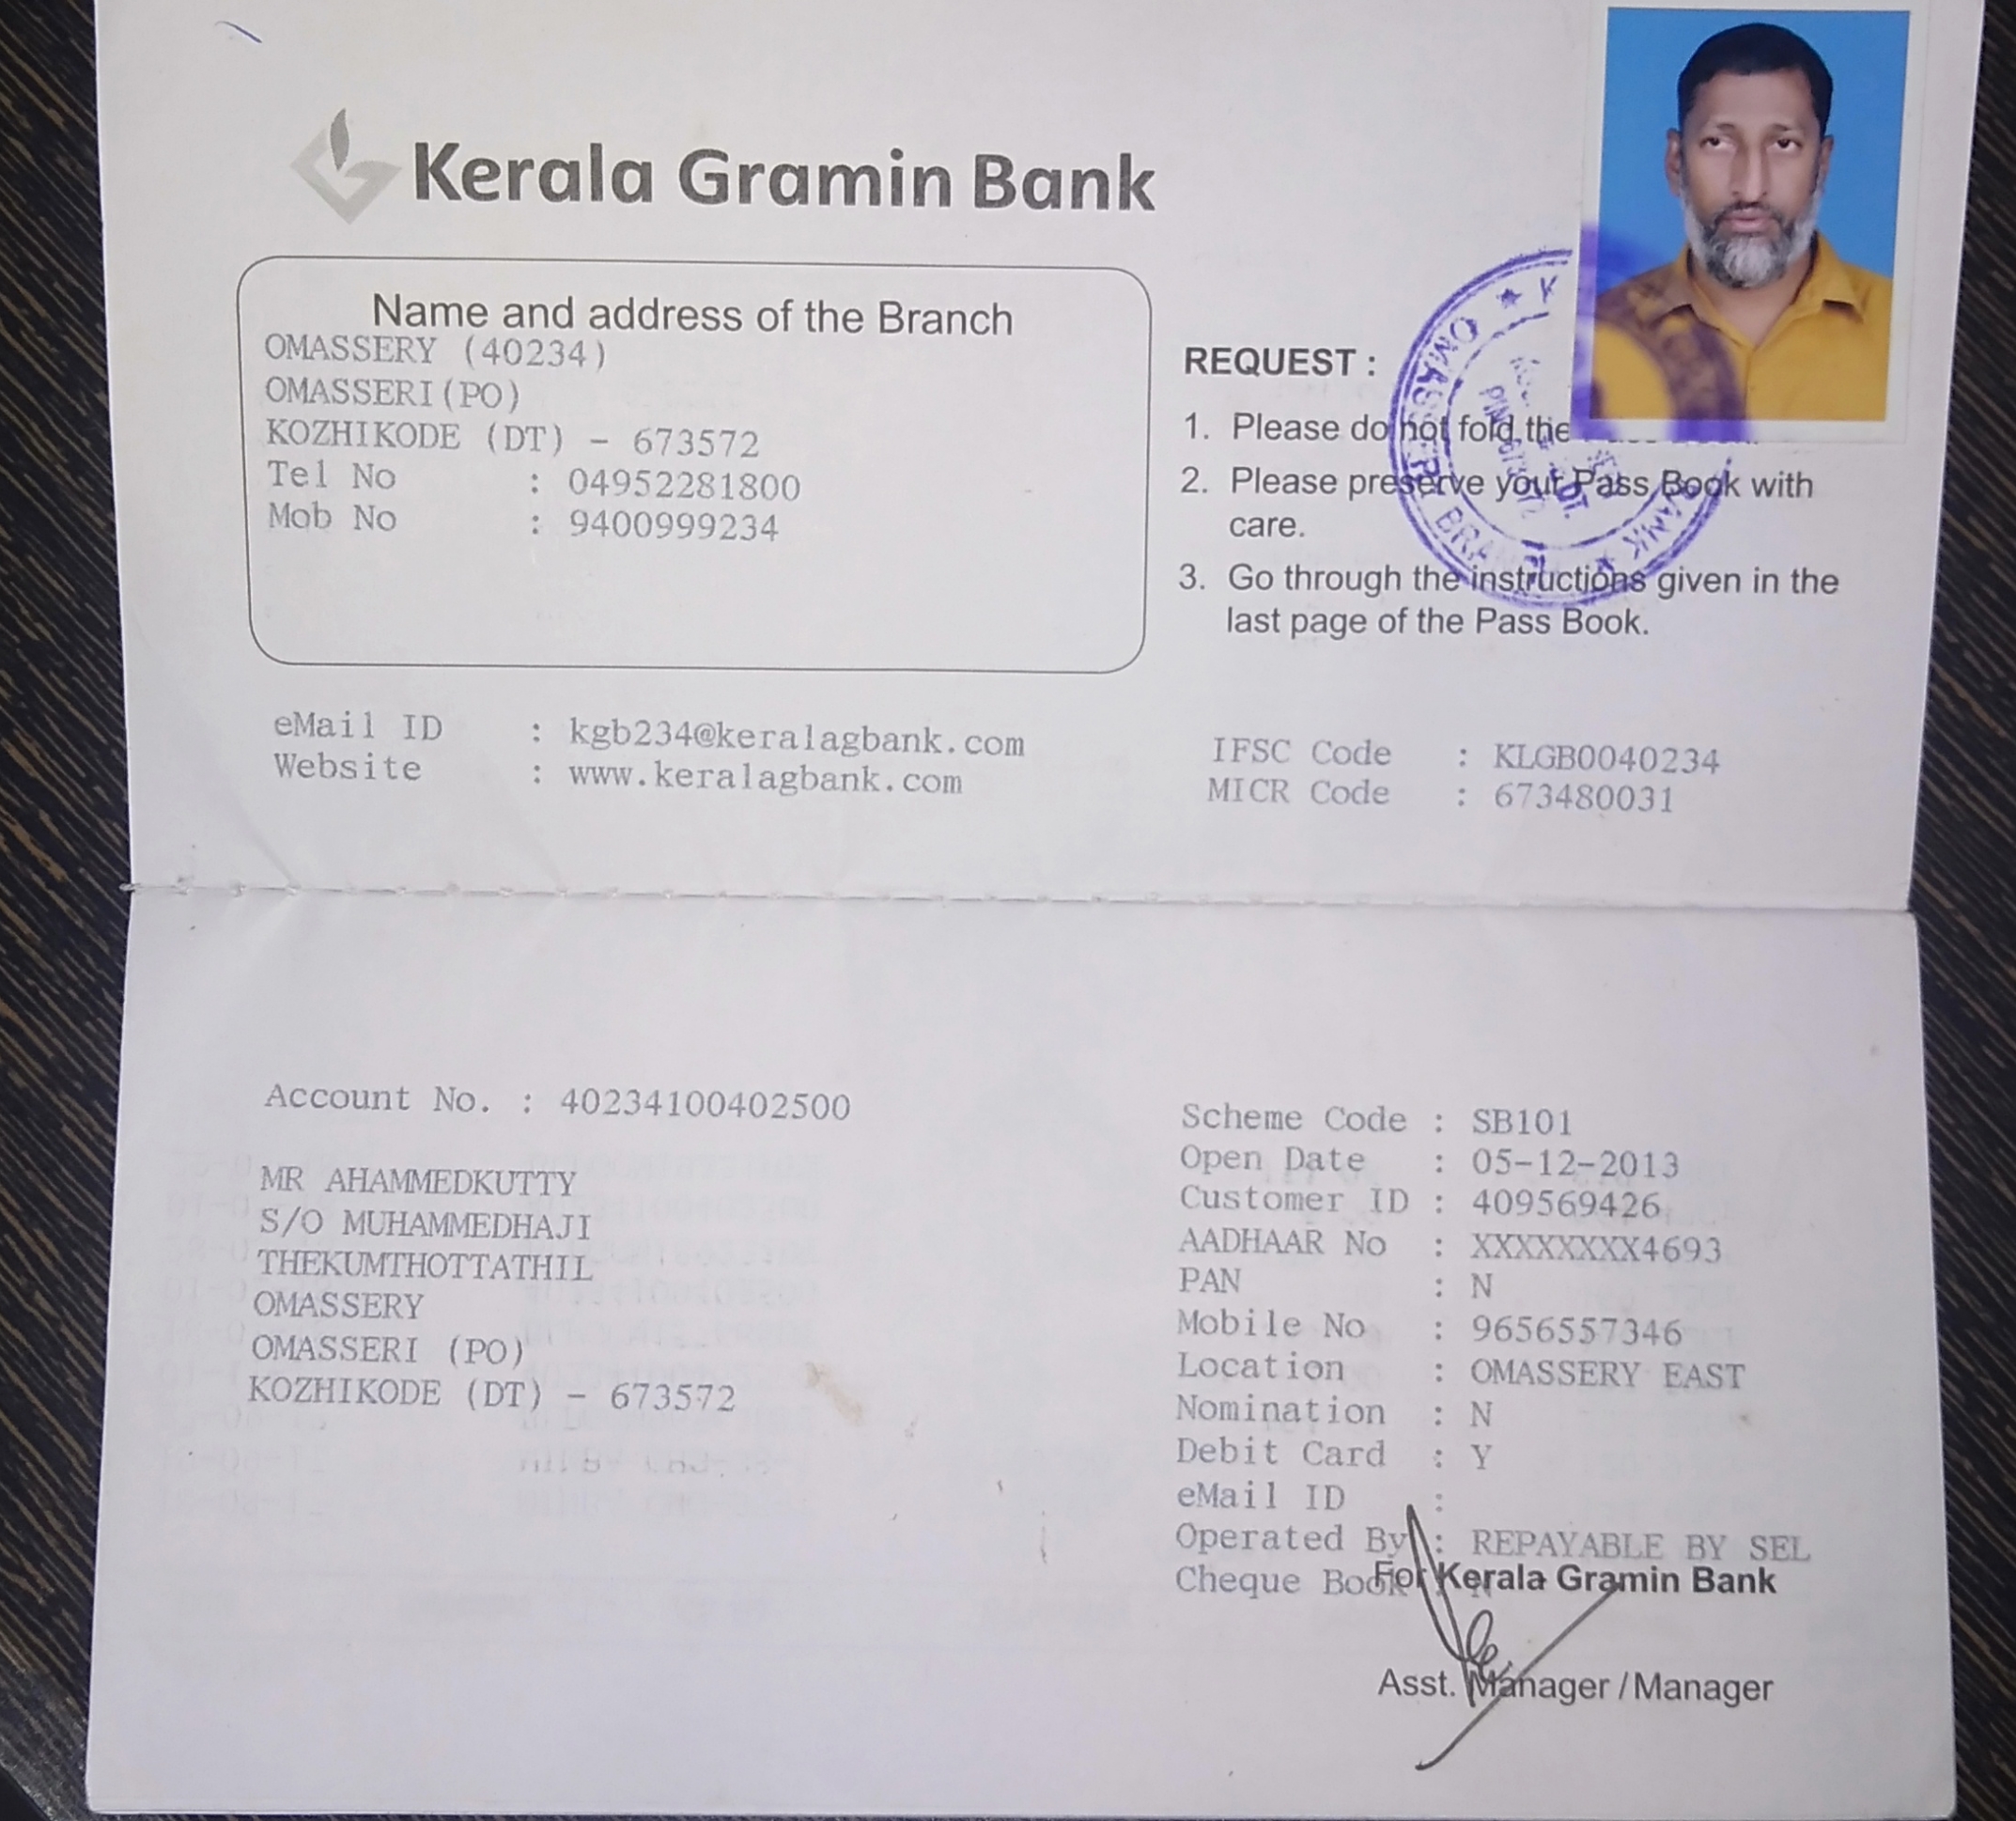 Kerala Gramin Bank
Name and address of the Branch
OMASSERY (40234)
OMASSERI(PO)
KOZHIKODE (DT) - 673572
Tel No : 04952281800
Mob No : 9400999234
REQUEST :
1. Please do not fold the
2. Please preserve your Pass Book with
care.
3. Go through the instructions given in the
last page of the Pass Book.
OMASSERY BRANCH
BANK
eMail ID : kgb234@keralagbank.com
Website : www.keralagbank.com
IFSC Code : KLGB0040234
MICR Code : 673480031
Account No. : 40234100402500
MR AHAMMEDKUTTY
S/O MUHAMMEDHAJI
THEKUMTHOTTATHIL
OMASSERY
OMASSERI (PO)
KOZHIKODE (DT) - 673572
Scheme Code : SB101
Open Date : 05-12-2013
Customer ID : 409569426
AADHAAR No : XXXXXXXX4693
PAN : N
Mobile No : 9656557346
Location : OMASSERY EAST
Nomination : N
Debit Card : Y
eMail ID :
Operated By : REPAYABLE BY SEL
Cheque Book : N
For Kerala Gramin Bank
Asst. Manager / Manager